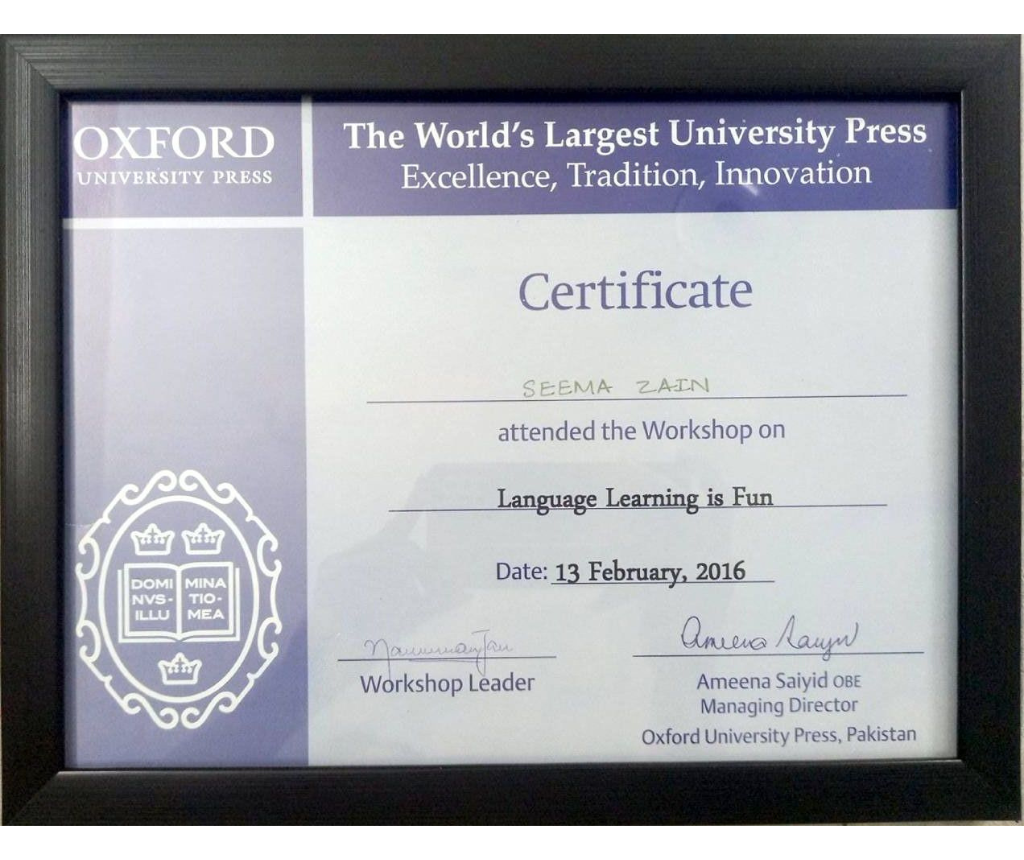 OXFORD
UNIVERSITY PRESS
The World's Largest University Press
Excellence, Tradition, Innovation
Certificate
SEEMA ZAIN
attended the Workshop on
Language Learning is Fun
Date: 13 February, 2016
DOMI MINA
NVS- TIO-
ILLU MEA
Workshop Leader
Ameena Saiyid OBE
Managing Director
Oxford University Press, Pakistan